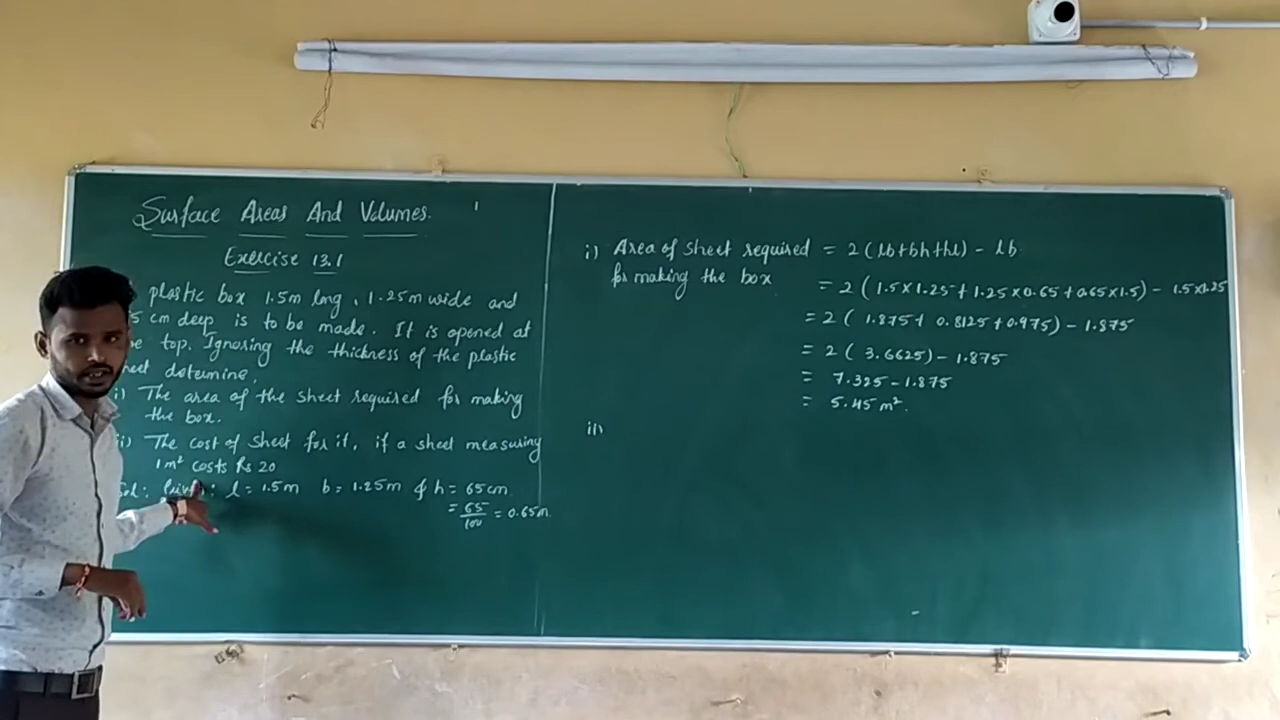 Surface Areas And Volumes.
Exercise 13.1
plastic box 1.5m long, 1.25m wide and
5 cm deep is to be made. It is opened at
top. Ignoring the thickness of the plastic
determine,
i) The area of the sheet required for making
the box.
ii) The cost of sheet for it, if a sheet measuring
1m² costs Rs 20
Sol: Given: l = 1.5m b = 1.25m & h = 65cm
= 65/100 = 0.65m.
i) Area of sheet required = 2(lb+bh+hl) - lb.
for making the box
= 2(1.5×1.25+1.25×0.65+0.65×1.5) - 1.5×1.25
= 2(1.875+0.8125+0.975) - 1.875
= 2(3.6625) - 1.875
= 7.325 - 1.875
= 5.45 m².
ii)